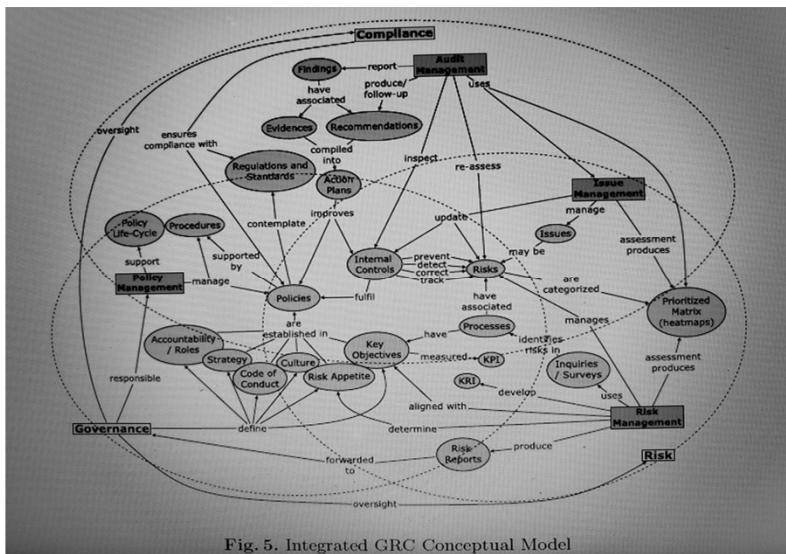 Compliance
Audit
Management
Findings
report
produce/
follow-up
uses
have
associated
Evidences
Recommendations
oversight
ensures
compliance with
compiled
into
inspect
re-assess
Regulations and
Standards
Action
Plans
Issue
Management
manage
improves
update
Policy
Life-Cycle
Procedures
contemplate
Issues
may be
assessment
produces
support
supported
by
Internal
Controls
prevent
detect
correct
track
Risks
are
categorized
Policy
Management
manage
Policies
fulfil
have
associated
Prioritized
Matrix
(heatmaps)
are
established in
Accountability
/ Roles
Strategy
Code of
Conduct
Culture
Risk Appetite
Key
Objectives
have
Processes
measured
KPI
identifies
risks in
manages
Inquiries
/ Surveys
assessment
produces
KRI
develop
uses
responsible
aligned with
Risk
Management
Governance
define
determine
produce
forwarded
to
Risk
Reports
Risk
oversight
Fig. 5. Integrated GRC Conceptual Model